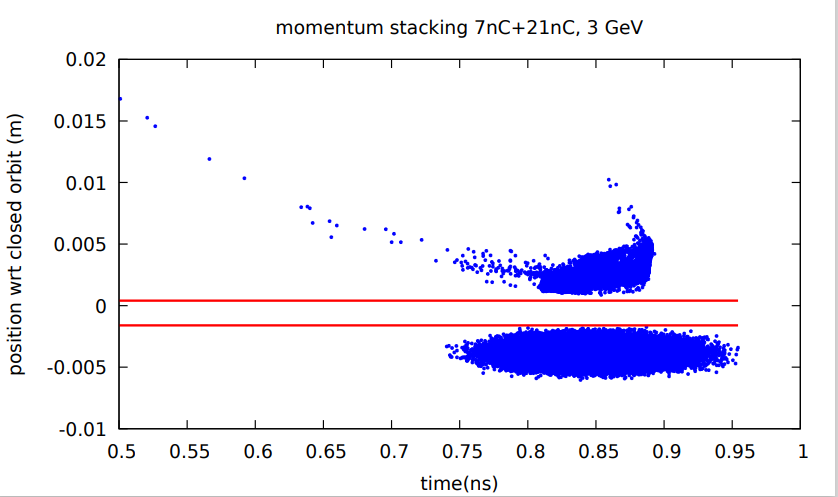 momentum stacking 7nC+21nC, 3 GeV
position wrt closed orbit (m)
0.02
0.015
0.01
0.005
0
-0.005
-0.01
0.5 0.55 0.6 0.65 0.7 0.75 0.8 0.85 0.9 0.95 1
time(ns)